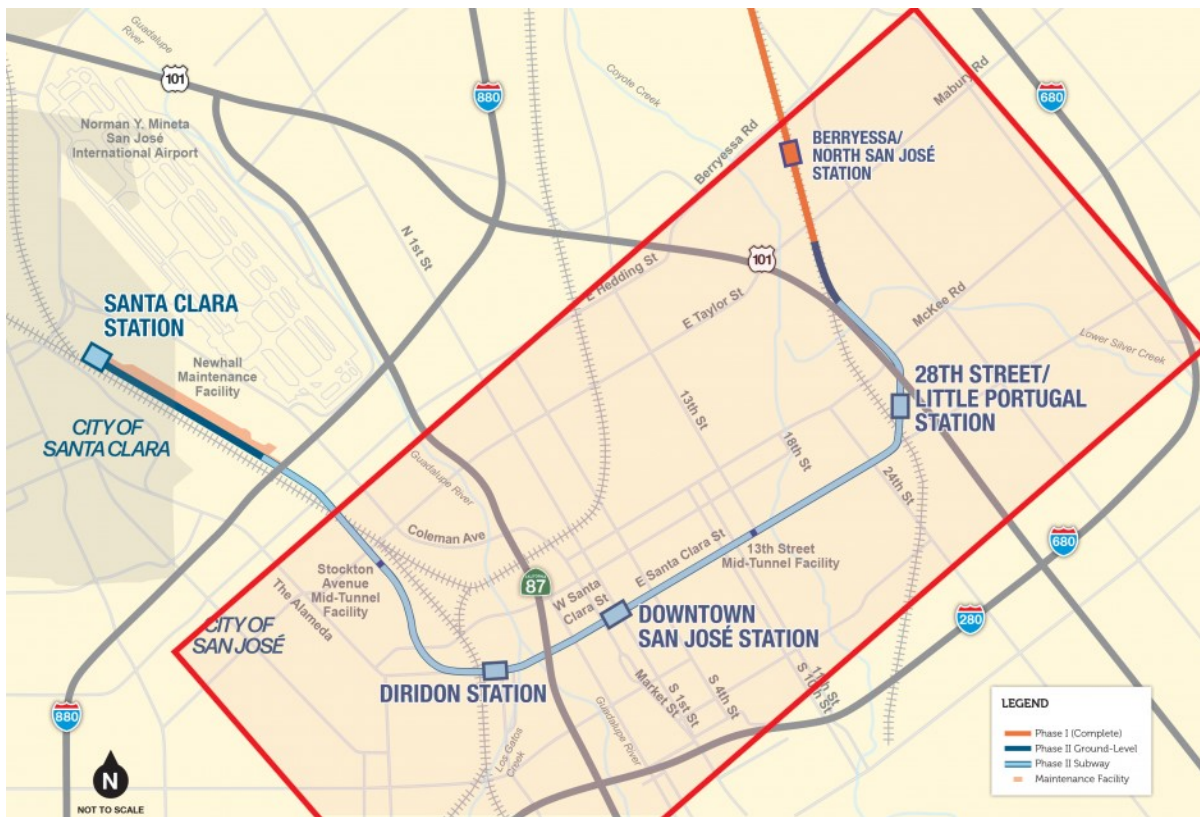 Guadalupe
River
101
Norman Y. Mineta
San José
International Airport
880
Coyote Creek
Berryessa Rd
Mabury Rd
680
BERRYESSA/
NORTH SAN JOSÉ
STATION
N 1st St
E Hedding St
101
E Taylor St
McKee Rd
Lower Silver Creek
SANTA CLARA
STATION
Newhall
Maintenance
Facility
CITY OF
SANTA CLARA
28TH STREET/
LITTLE PORTUGAL
STATION
13th St
18th St
24th St
Guadalupe River
Coleman Ave
Stockton
Avenue
Mid-Tunnel
Facility
The Alameda
CITY OF
SAN JOSÉ
CALIFORNIA
87
W Santa
Clara St
E Santa Clara St
13th Street
Mid-Tunnel Facility
680
280
DOWNTOWN
SAN JOSÉ STATION
DIRIDON STATION
Market St
S 1st St
S 4th St
S 10th St
11th St
Guadalupe River
Los Gatos
Creek
880
N
NOT TO SCALE
LEGEND
Phase I (Complete)
Phase II Ground-Level
Phase II Subway
Maintenance Facility